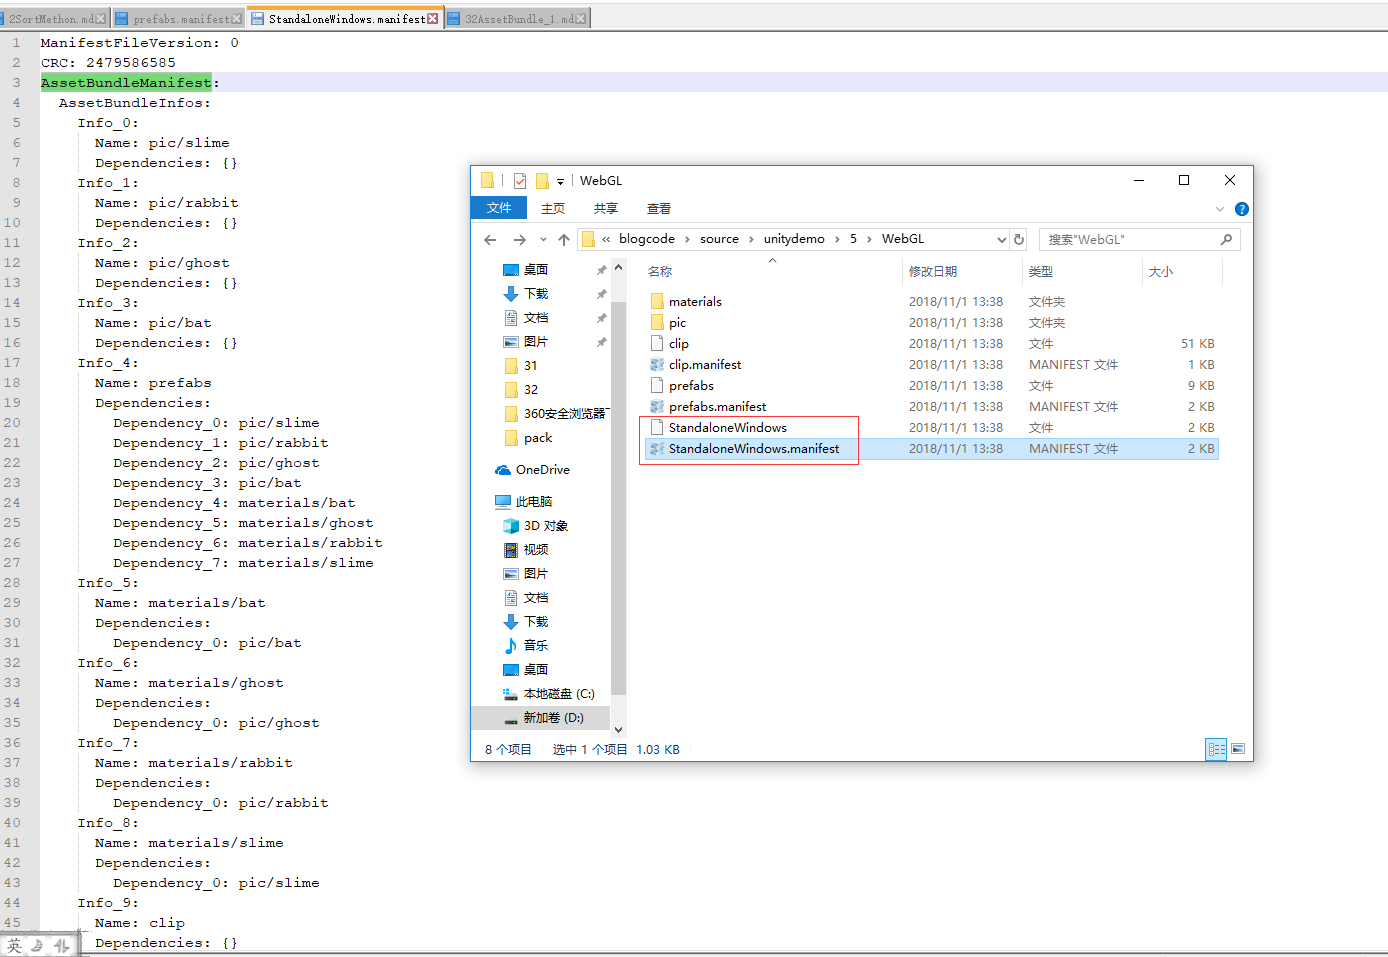 2SortMethon.md
prefabs.manifest
StandaloneWindows.manifest
32AssetBundle_1.md
1 ManifestFileVersion: 0
2 CRC: 2479586585
3 AssetBundleManifest:
4 AssetBundleInfos:
5 Info_0:
6 Name: pic/slime
7 Dependencies: {}
8 Info_1:
9 Name: pic/rabbit
10 Dependencies: {}
11 Info_2:
12 Name: pic/ghost
13 Dependencies: {}
14 Info_3:
15 Name: pic/bat
16 Dependencies: {}
17 Info_4:
18 Name: prefabs
19 Dependencies:
20 Dependency_0: pic/slime
21 Dependency_1: pic/rabbit
22 Dependency_2: pic/ghost
23 Dependency_3: pic/bat
24 Dependency_4: materials/bat
25 Dependency_5: materials/ghost
26 Dependency_6: materials/rabbit
27 Dependency_7: materials/slime
28 Info_5:
29 Name: materials/bat
30 Dependencies:
31 Dependency_0: pic/bat
32 Info_6:
33 Name: materials/ghost
34 Dependencies:
35 Dependency_0: pic/ghost
36 Info_7:
37 Name: materials/rabbit
38 Dependencies:
39 Dependency_0: pic/rabbit
40 Info_8:
41 Name: materials/slime
42 Dependencies:
43 Dependency_0: pic/slime
44 Info_9:
45 Name: clip
Dependencies: {}
英
WebGL
文件 主页 共享 查看
« blogcode › source › unitydemo › 5 › WebGL
搜索"WebGL"
桌面
下载
文档
图片
31
32
360安全浏览器下
pack
OneDrive
此电脑
3D 对象
视频
图片
文档
下载
音乐
桌面
本地磁盘 (C:)
新加卷 (D:)
名称 修改日期 类型 大小
materials 2018/11/1 13:38 文件夹
pic 2018/11/1 13:38 文件夹
clip 2018/11/1 13:38 文件 51 KB
clip.manifest 2018/11/1 13:38 MANIFEST 文件 1 KB
prefabs 2018/11/1 13:38 文件 9 KB
prefabs.manifest 2018/11/1 13:38 MANIFEST 文件 2 KB
StandaloneWindows 2018/11/1 13:38 文件 2 KB
StandaloneWindows.manifest 2018/11/1 13:38 MANIFEST 文件 2 KB
8 个项目 选中 1 个项目 1.03 KB